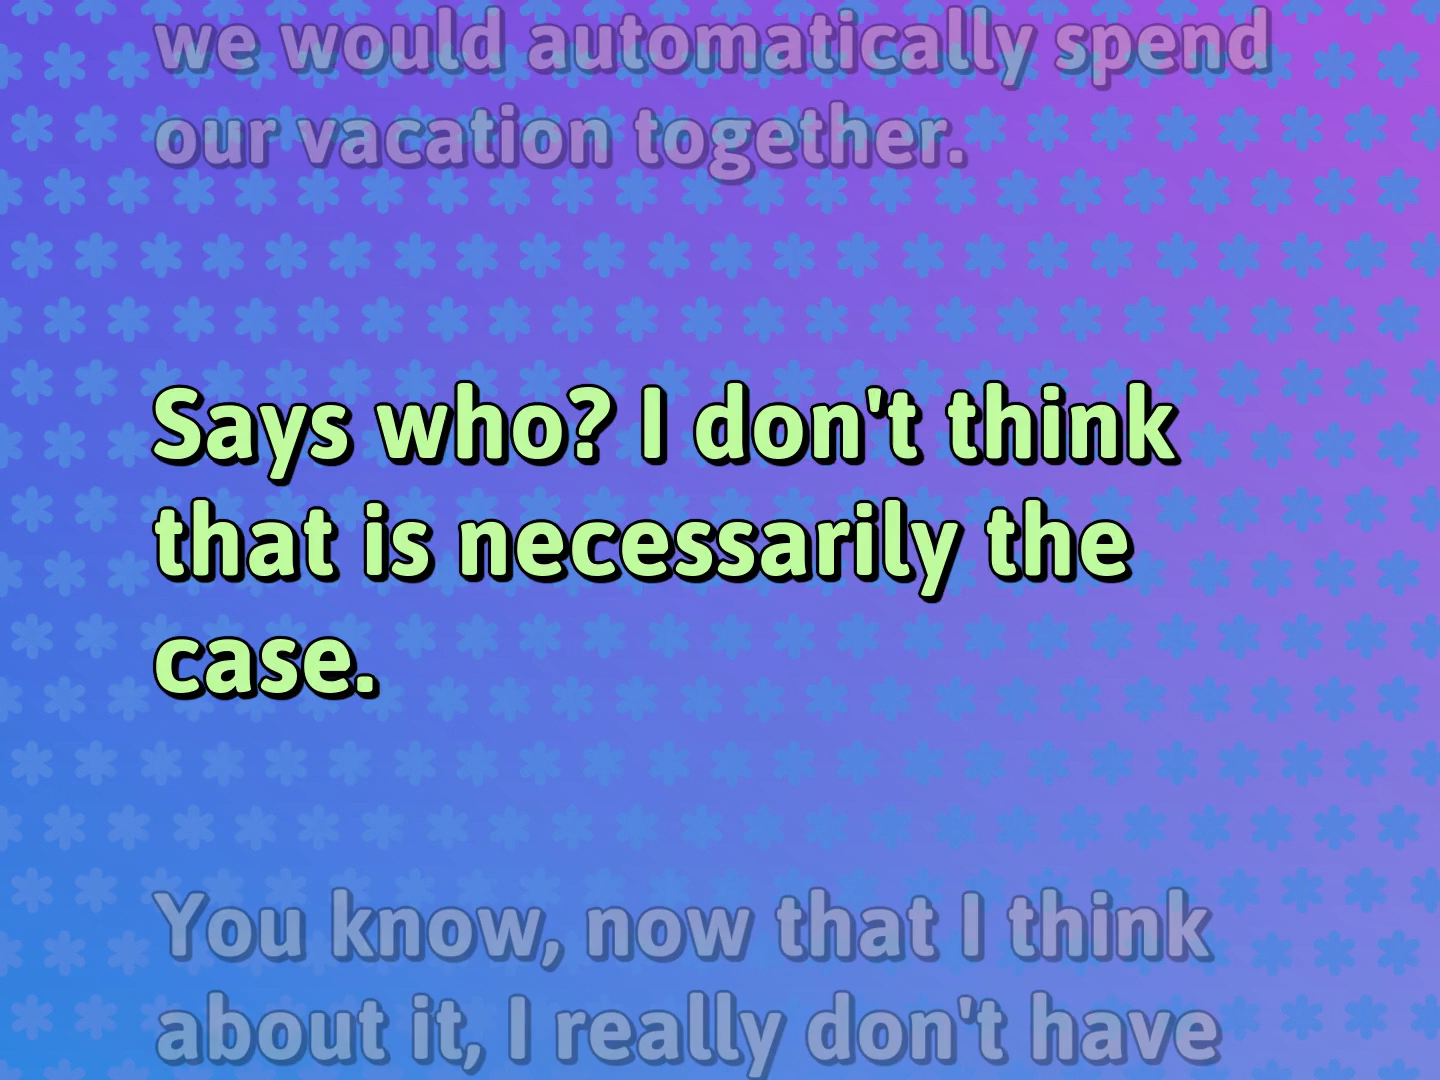 we would automatically spend
our vacation together.
Says who? I don't think
that is necessarily the
case.
You know, now that I think
about it, I really don't have